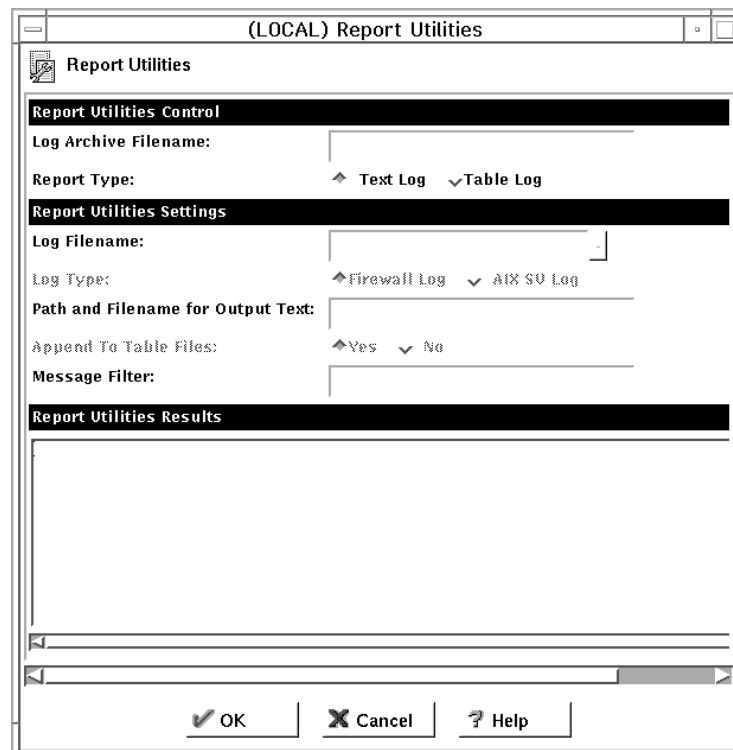 (LOCAL) Report Utilities
Report Utilities
Report Utilities Control
Log Archive Filename:
Report Type: Text Log Table Log
Report Utilities Settings
Log Filename:
Log Type: Firewall Log AIX SU Log
Path and Filename for Output Text:
Append To Table Files: Yes No
Message Filter:
Report Utilities Results
OK Cancel Help